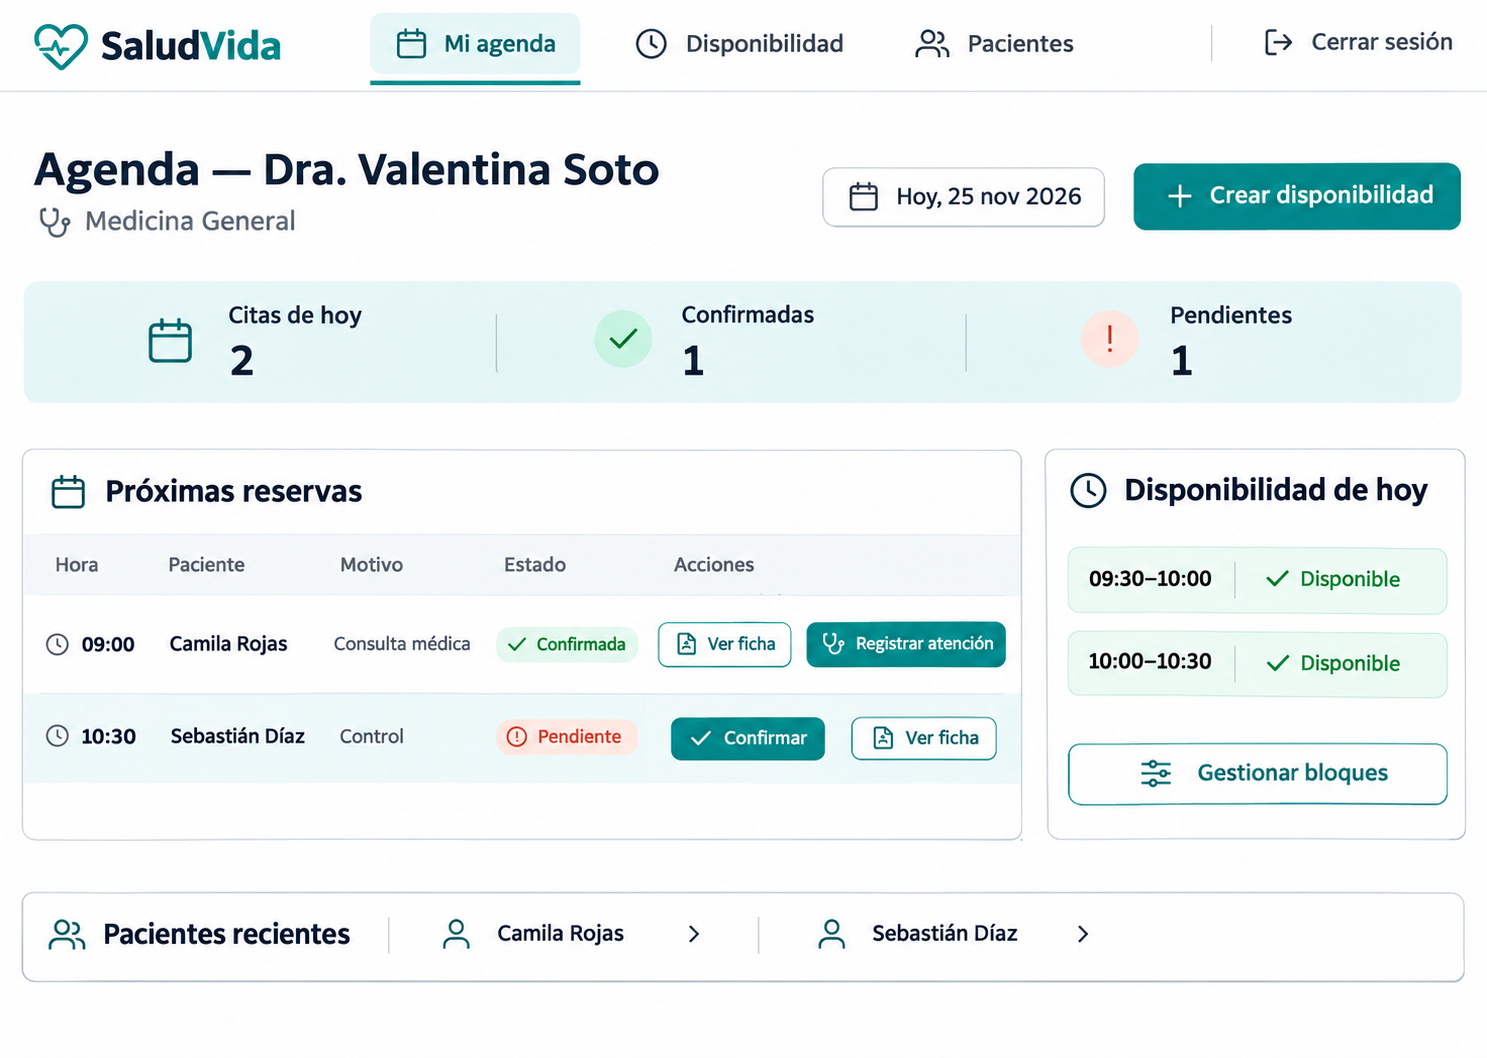 SaludVida
Mi agenda
Disponibilidad
Pacientes
Cerrar sesión
Agenda — Dra. Valentina Soto
Medicina General
Hoy, 25 nov 2026
Crear disponibilidad
Citas de hoy
2
Confirmadas
1
Pendientes
1
Próximas reservas
Hora Paciente Motivo Estado Acciones
09:00 Camila Rojas Consulta médica Confirmada Ver ficha Registrar atención
10:30 Sebastián Díaz Control Pendiente Confirmar Ver ficha
Disponibilidad de hoy
09:30–10:00 Disponible
10:00–10:30 Disponible
Gestionar bloques
Pacientes recientes
Camila Rojas
Sebastián Díaz